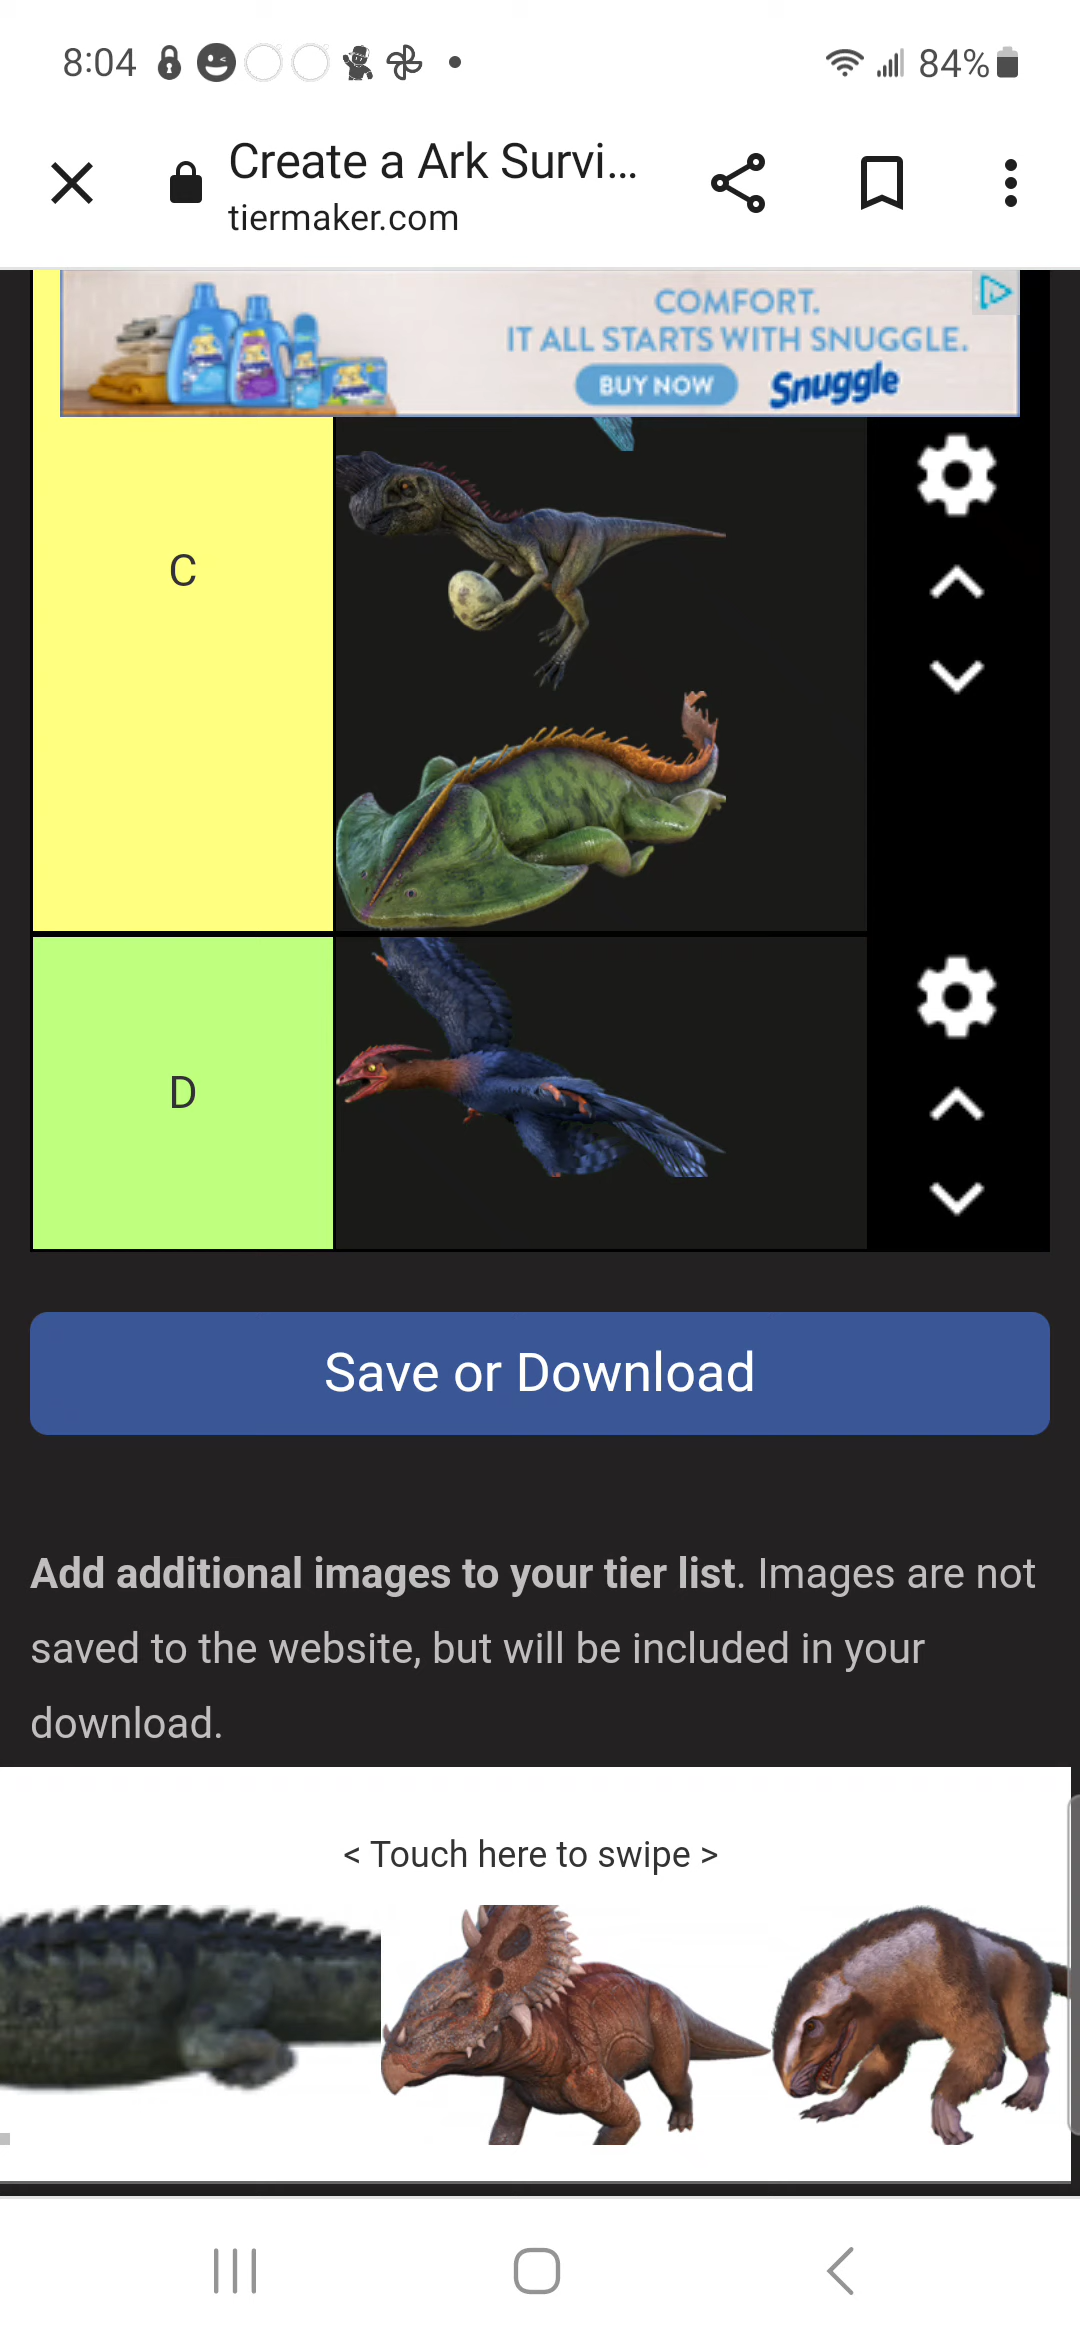 8:04
84%
Create a Ark Survi...
tiermaker.com
COMFORT.
IT ALL STARTS WITH SNUGGLE.
BUY NOW
Snuggle
C
D
Save or Download
Add additional images to your tier list. Images are not
saved to the website, but will be included in your
download.
< Touch here to swipe >